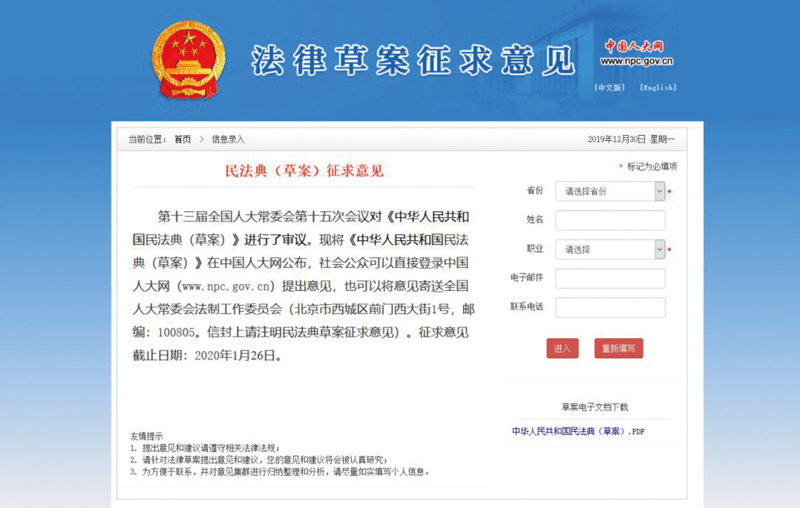 法律草案征求意见
中国人大网
www.npc.gov.cn
[中文版] [English]
当前位置： 首页 > 信息录入
2019年12月30日 星期一
民法典（草案）征求意见
第十三届全国人大常委会第十五次会议对《中华人民共和
国民法典（草案）》进行了审议。现将《中华人民共和国民法
典（草案）》在中国人大网公布，社会公众可以直接登录中国
人大网（www.npc.gov.cn）提出意见，也可以将意见寄送全国
人大常委会法制工作委员会（北京市西城区前门西大街1号，邮
编：100805。信封上请注明民法典草案征求意见）。征求意见
截止日期：2020年1月26日。
友情提示
1. 提出意见和建议请遵守相关法律法规；
2. 请针对法律草案提出意见和建议，您的意见和建议将会被认真研究；
3. 为方便于联系，并对意见集群进行归纳整理和分析，请尽量如实填写个人信息。
* 标记为必填项
省份 请选择省份 *
姓名
职业 请选择 *
电子邮件
联系电话
进入 重新填写
草案电子文档下载
中华人民共和国民法典（草案）.PDF